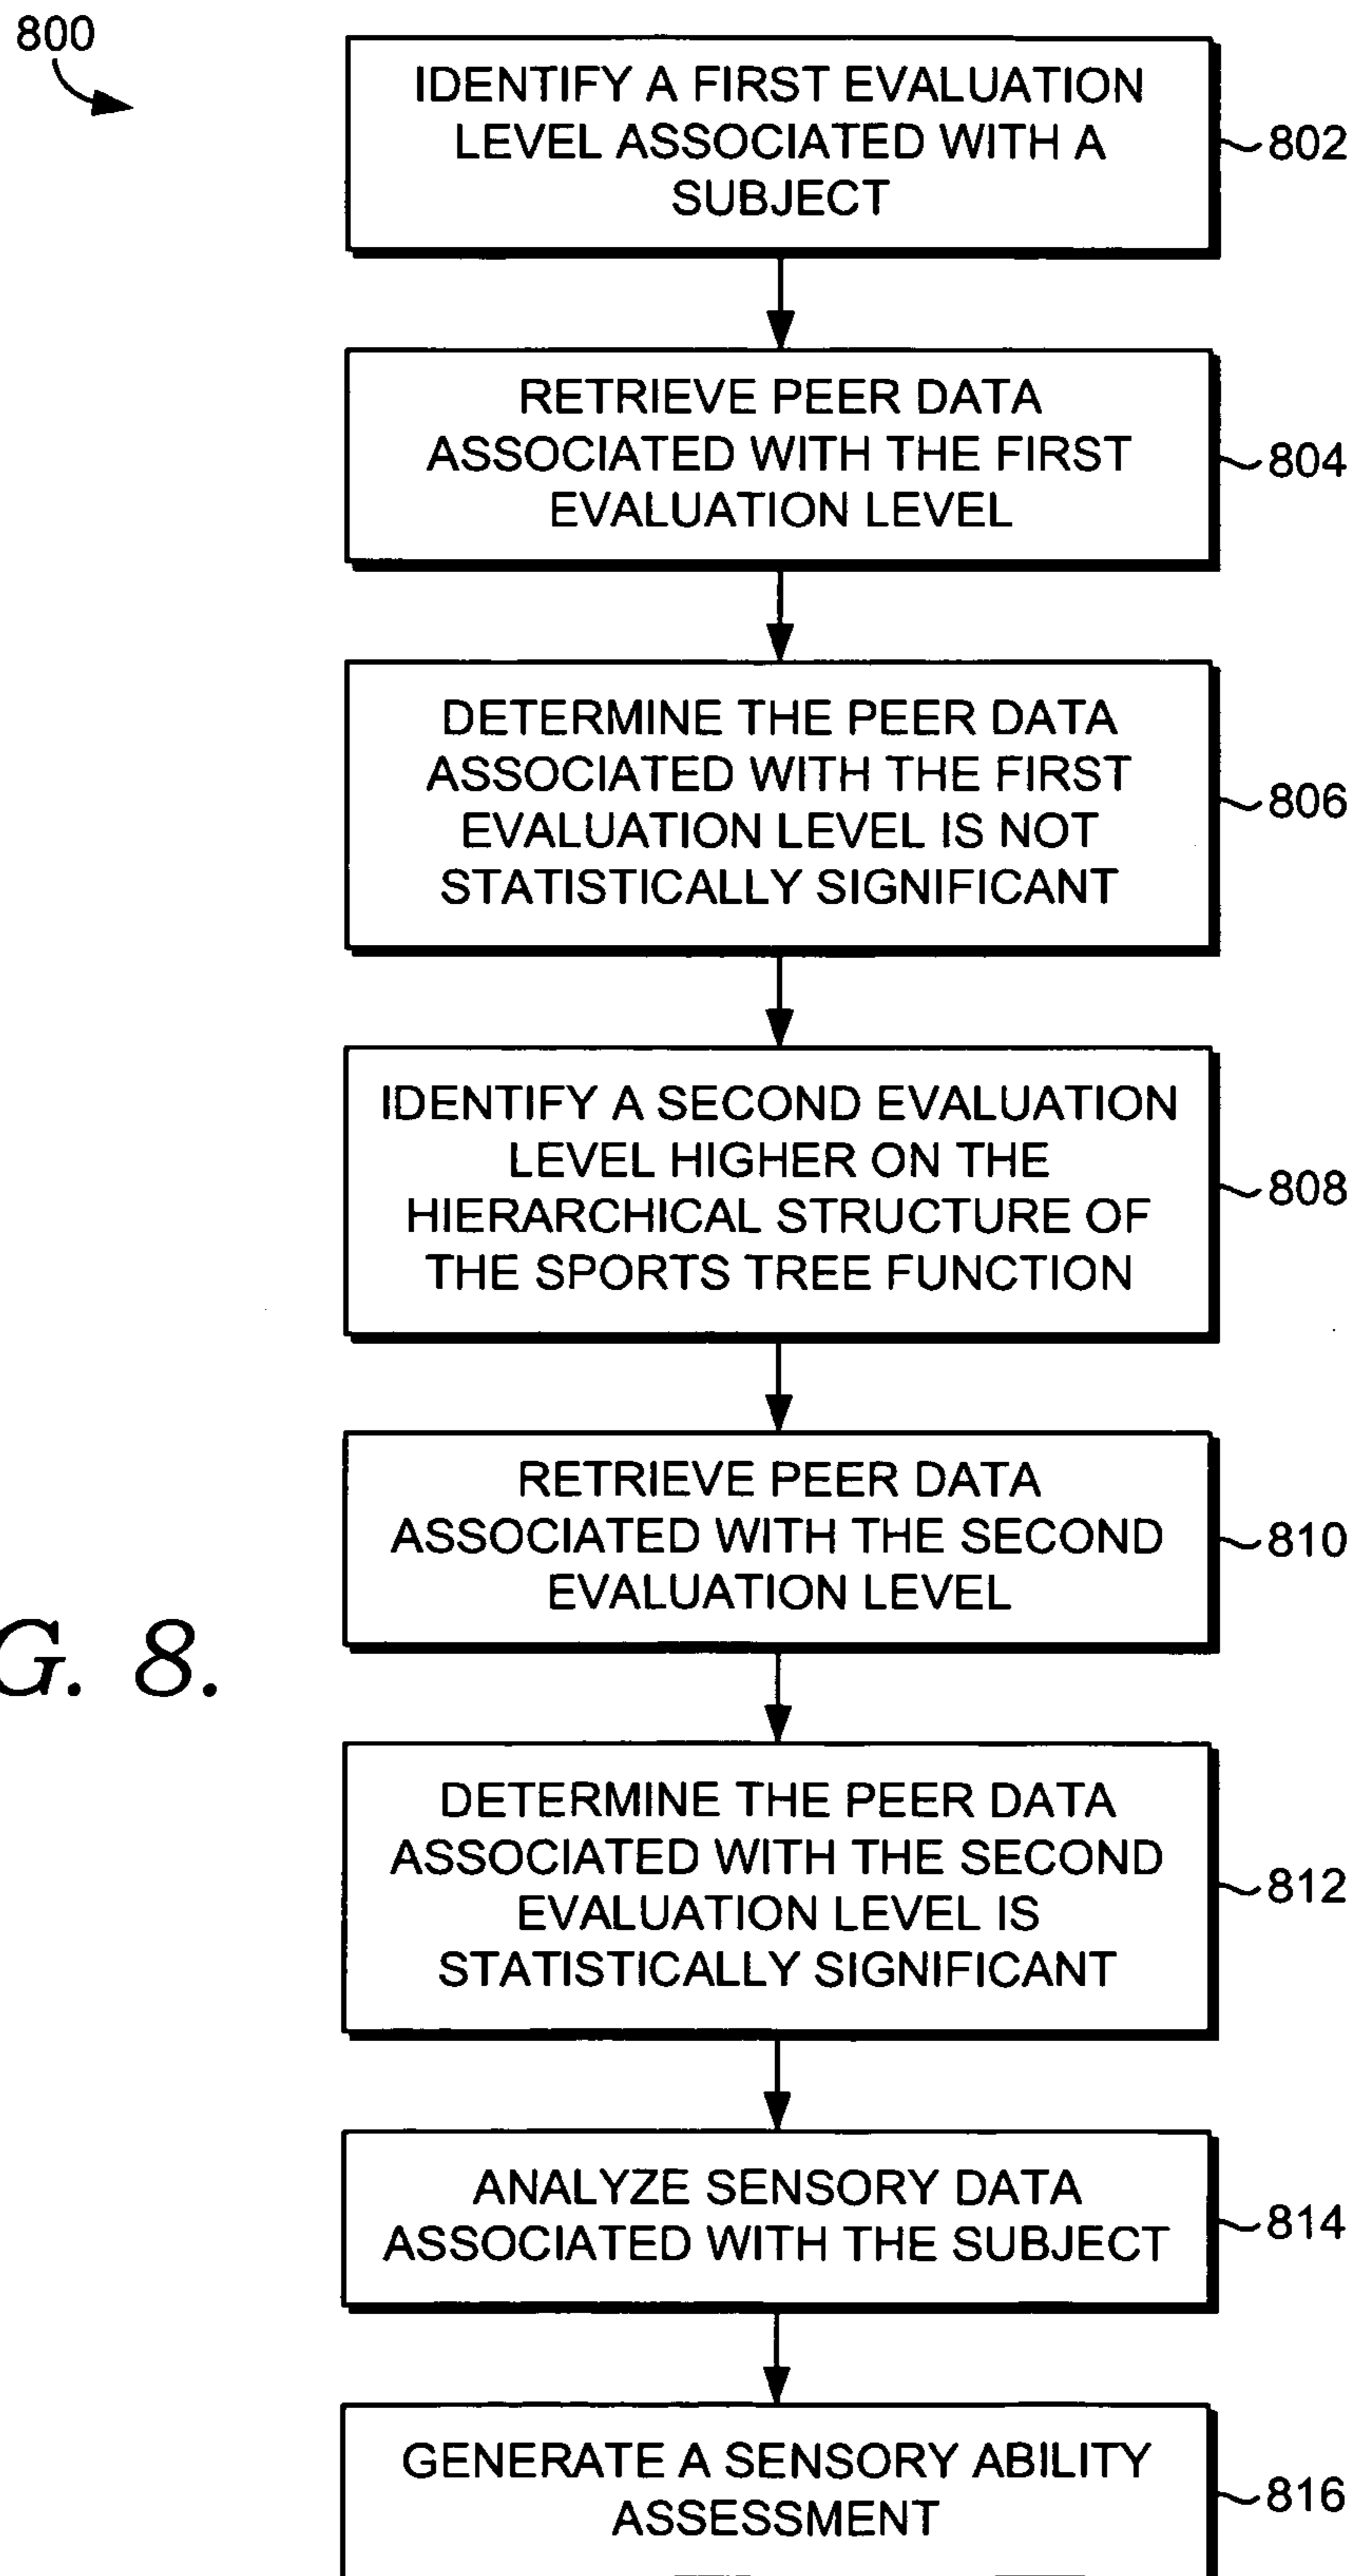 800
IDENTIFY A FIRST EVALUATION
LEVEL ASSOCIATED WITH A
SUBJECT
802
RETRIEVE PEER DATA
ASSOCIATED WITH THE FIRST
EVALUATION LEVEL
804
DETERMINE THE PEER DATA
ASSOCIATED WITH THE FIRST
EVALUATION LEVEL IS NOT
STATISTICALLY SIGNIFICANT
806
IDENTIFY A SECOND EVALUATION
LEVEL HIGHER ON THE
HIERARCHICAL STRUCTURE OF
THE SPORTS TREE FUNCTION
808
RETRIEVE PEER DATA
ASSOCIATED WITH THE SECOND
EVALUATION LEVEL
810
G. 8.
DETERMINE THE PEER DATA
ASSOCIATED WITH THE SECOND
EVALUATION LEVEL IS
STATISTICALLY SIGNIFICANT
812
ANALYZE SENSORY DATA
ASSOCIATED WITH THE SUBJECT
814
GENERATE A SENSORY ABILITY
ASSESSMENT
816